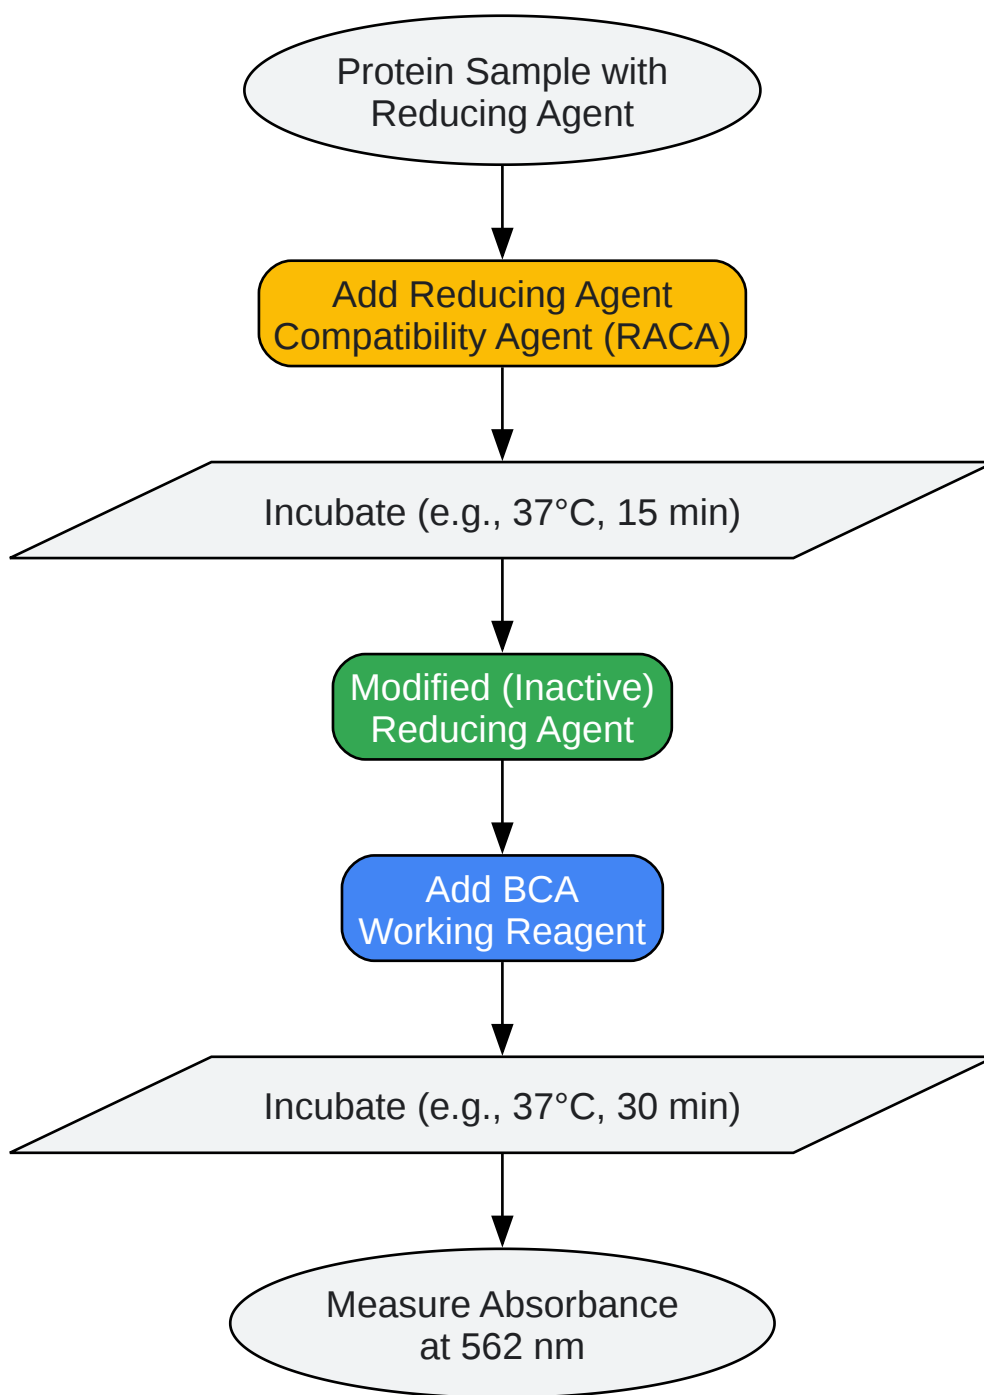 Protein Sample with
Reducing Agent
Add Reducing Agent
Compatibility Agent (RACA)
Incubate (e.g., 37°C, 15 min)
Modified (Inactive)
Reducing Agent
Add BCA
Working Reagent
Incubate (e.g., 37°C, 30 min)
Measure Absorbance
at 562 nm